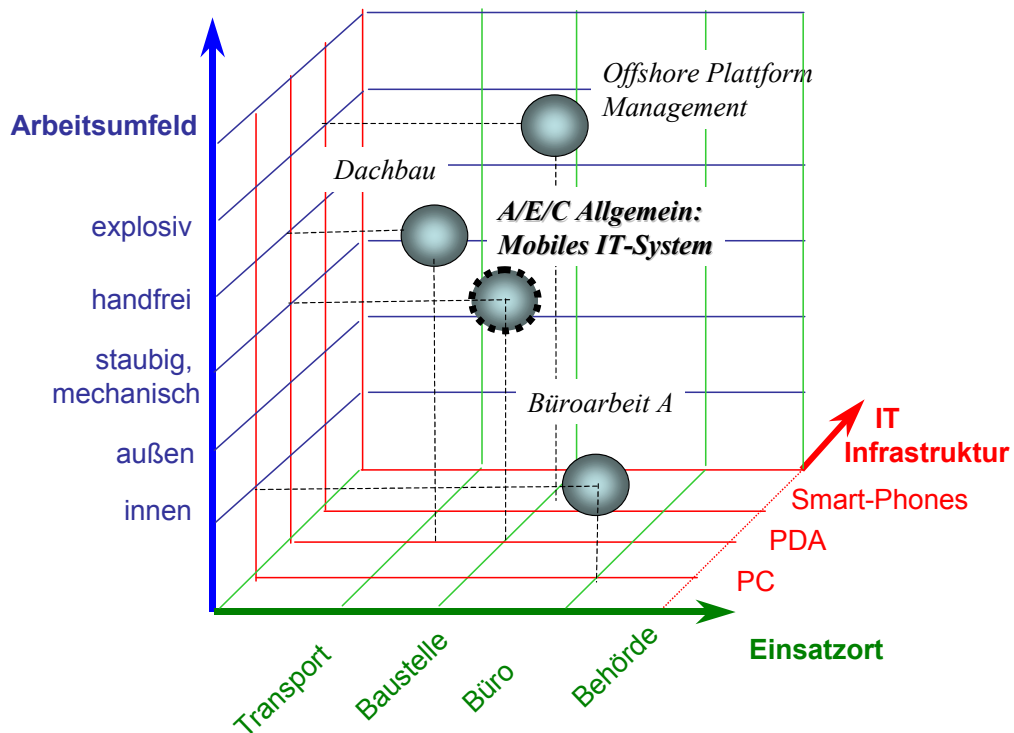 Offshore Plattform
Management
Arbeitsumfeld
Dachbau
explosiv
A/E/C Allgemein:
Mobiles IT-System
handfrei
staubig,
mechanisch
Büroarbeit A
außen
innen
IT
Infrastruktur
Smart-Phones
PDA
PC
Einsatzort
Transport
Baustelle
Büro
Behörde